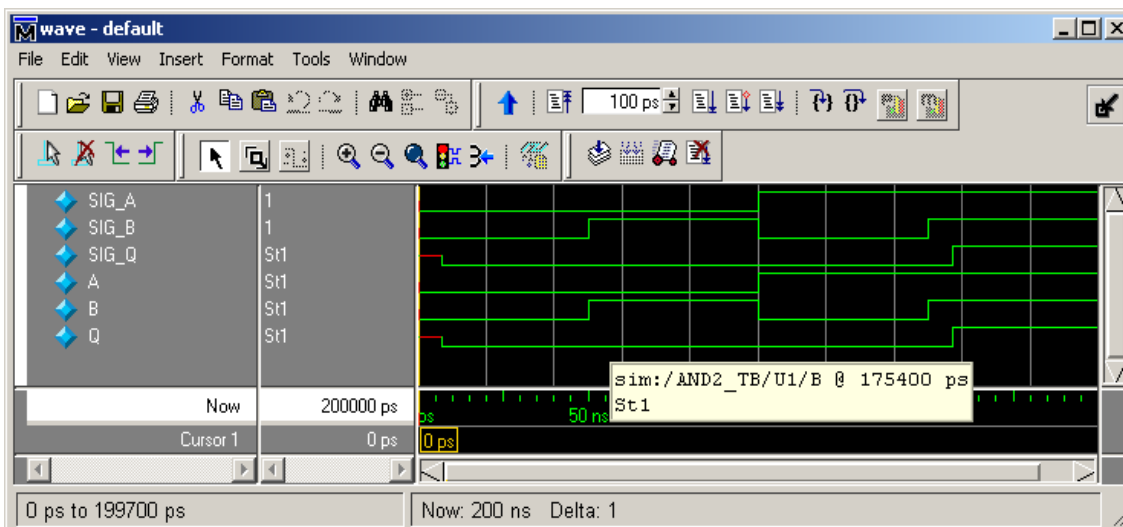 wave - default
File Edit View Insert Format Tools Window
100 ps
SIG_A 1
SIG_B 1
SIG_Q St1
A St1
B St1
Q St1
sim:/AND2_TB/U1/B @ 175400 ps
St1
Now 200000 ps
50 ns
Cursor 1 0 ps 0 ps
0 ps to 199700 ps Now: 200 ns Delta: 1